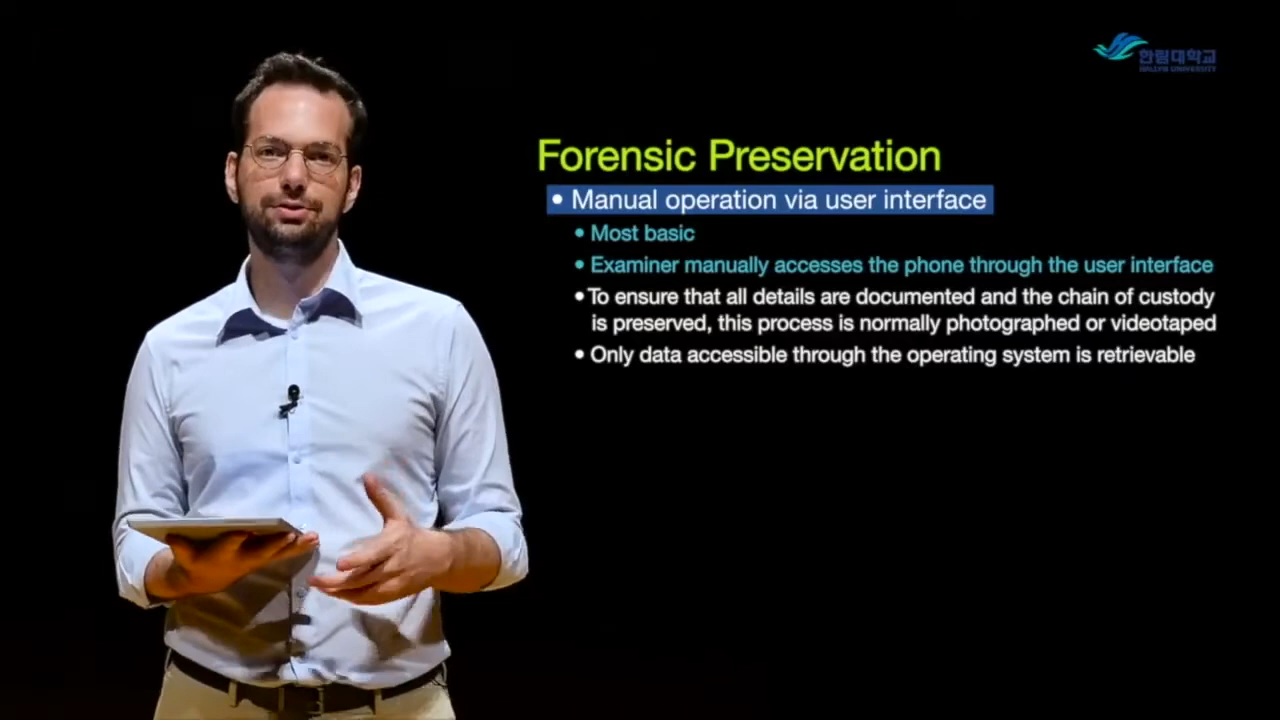 한림대학교
HALLYM UNIVERSITY
Forensic Preservation
• Manual operation via user interface
• Most basic
• Examiner manually accesses the phone through the user interface
• To ensure that all details are documented and the chain of custody
is preserved, this process is normally photographed or videotaped
• Only data accessible through the operating system is retrievable